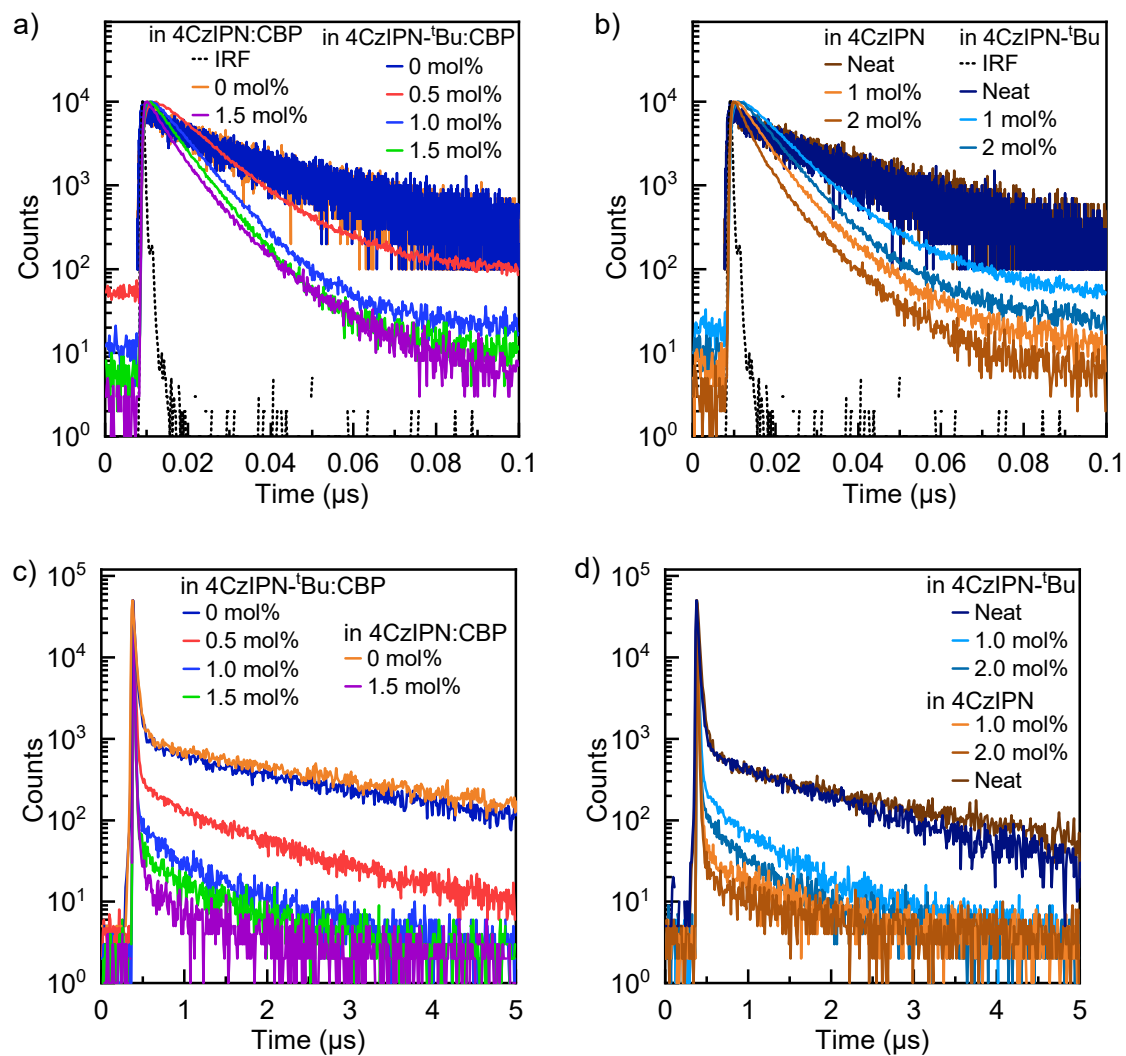 a)
in 4CzIPN:CBP
IRF
0 mol%
1.5 mol%
in 4CzIPN-ᵗBu:CBP
0 mol%
0.5 mol%
1.0 mol%
1.5 mol%
Counts
10⁴
10³
10²
10¹
10⁰
0 0.02 0.04 0.06 0.08 0.1
Time (µs)
b)
in 4CzIPN
Neat
1 mol%
2 mol%
in 4CzIPN-ᵗBu
IRF
Neat
1 mol%
2 mol%
Counts
10⁴
10³
10²
10¹
10⁰
0 0.02 0.04 0.06 0.08 0.1
Time (µs)
c)
in 4CzIPN-ᵗBu:CBP
0 mol%
0.5 mol%
1.0 mol%
1.5 mol%
in 4CzIPN:CBP
0 mol%
1.5 mol%
Counts
10⁵
10⁴
10³
10²
10¹
10⁰
0 1 2 3 4 5
Time (µs)
d)
in 4CzIPN-ᵗBu
Neat
1.0 mol%
2.0 mol%
in 4CzIPN
1.0 mol%
2.0 mol%
Neat
Counts
10⁵
10⁴
10³
10²
10¹
10⁰
0 1 2 3 4 5
Time (µs)